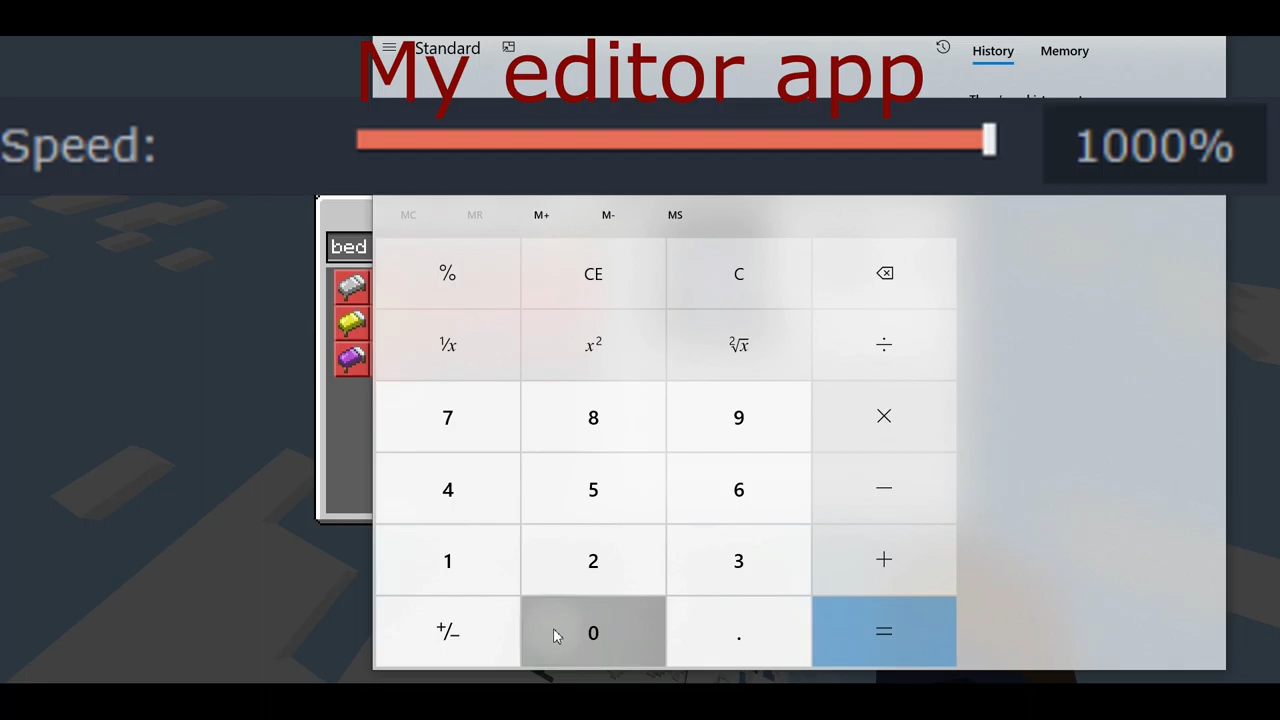 Standard
History Memory
My editor app
Speed: 1000%
MC MR M+ M- MS
bed
% CE C
¹/x x² ²√x ÷
7 8 9 ×
4 5 6 −
1 2 3 +
+/− 0 . =